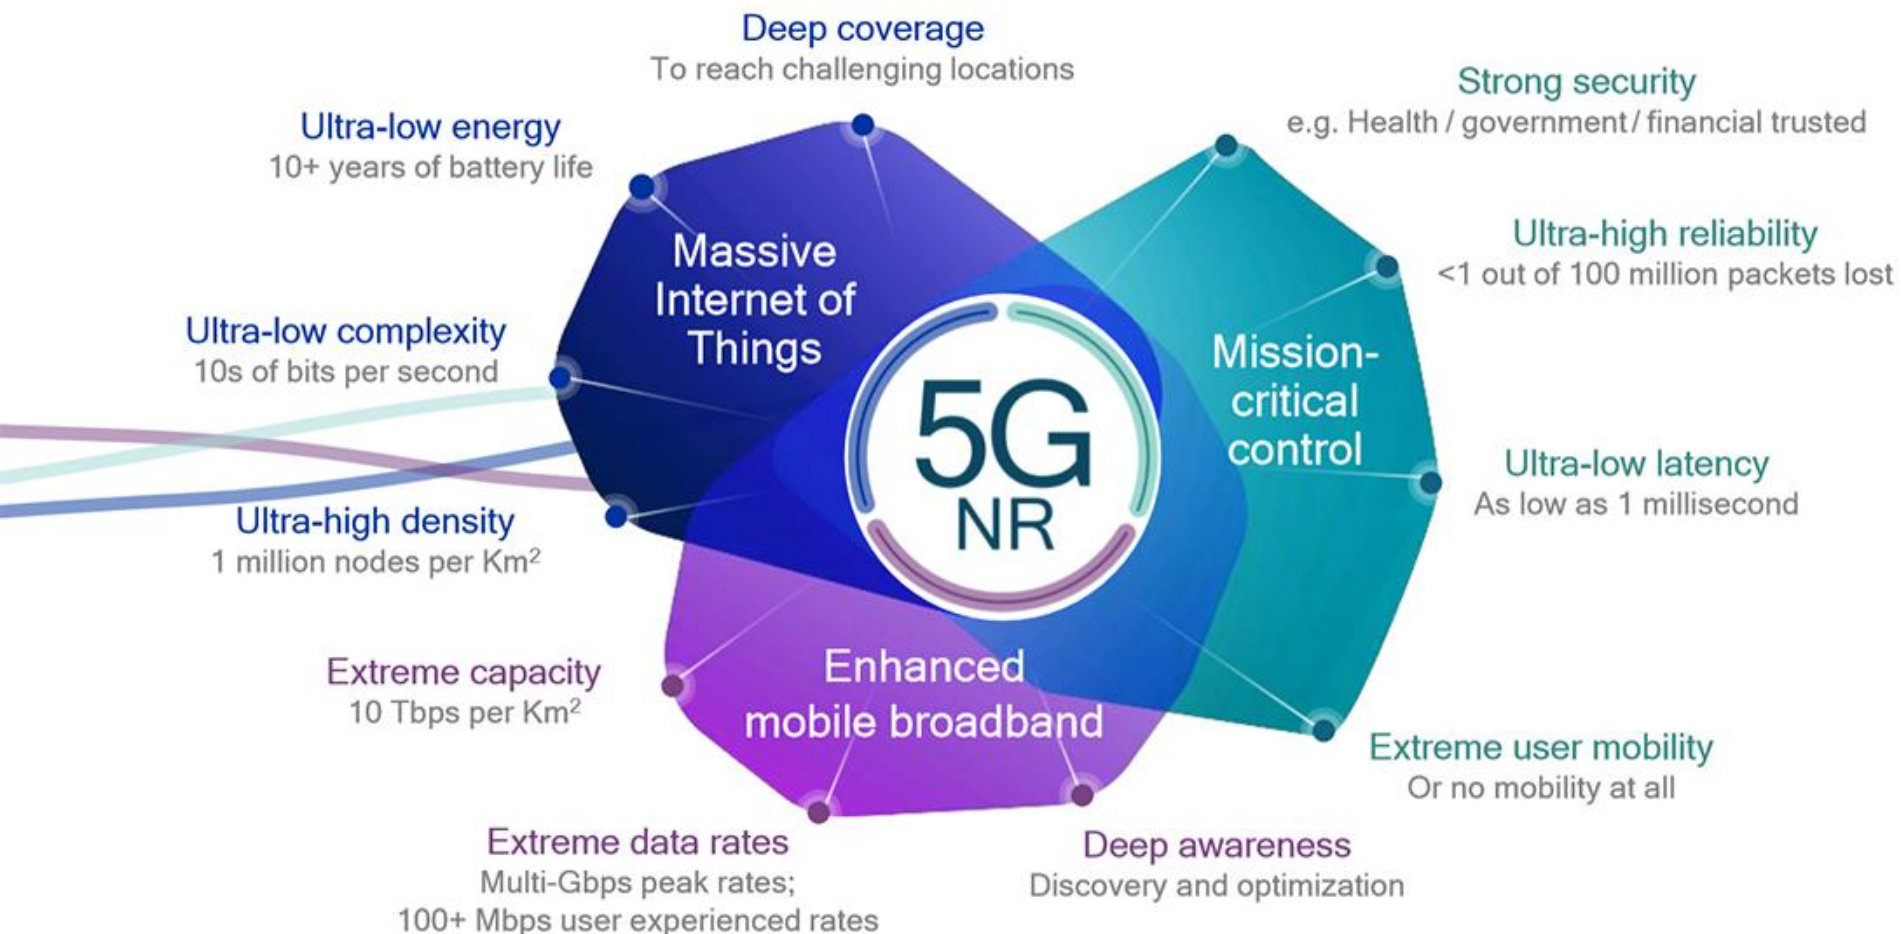 Deep coverage
To reach challenging locations
Strong security
e.g. Health / government / financial trusted
Ultra-low energy
10+ years of battery life
Massive
Internet of
Things
Ultra-high reliability
<1 out of 100 million packets lost
Ultra-low complexity
10s of bits per second
Mission-
critical
control
5G
NR
Ultra-low latency
As low as 1 millisecond
Ultra-high density
1 million nodes per Km²
Extreme capacity
10 Tbps per Km²
Enhanced
mobile broadband
Extreme user mobility
Or no mobility at all
Extreme data rates
Multi-Gbps peak rates;
100+ Mbps user experienced rates
Deep awareness
Discovery and optimization